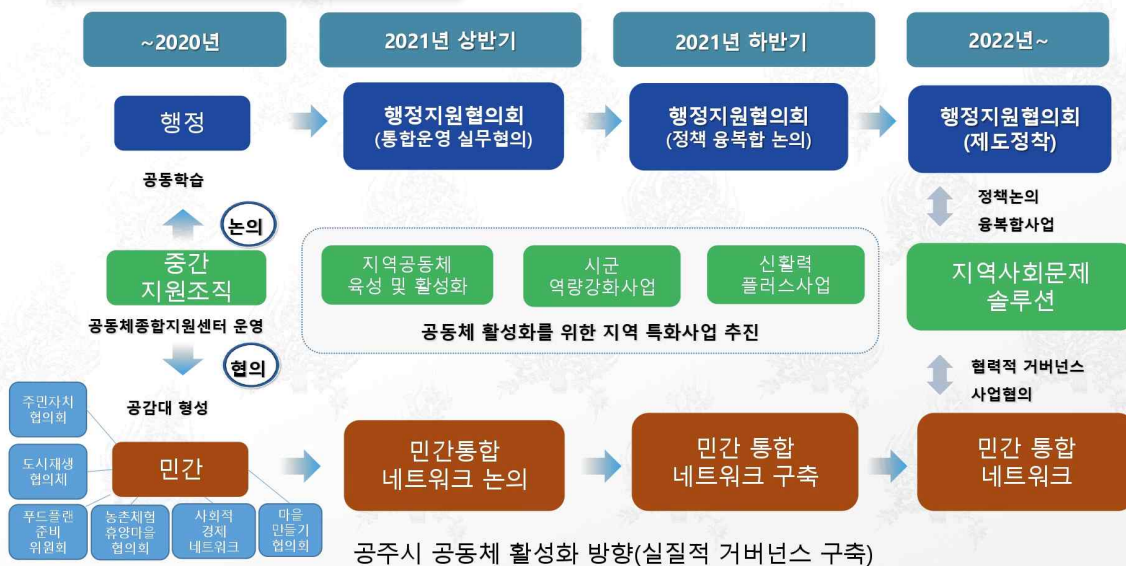 ~2020년
2021년 상반기
2021년 하반기
2022년~
행정
행정지원협의회
(통합운영 실무협의)
행정지원협의회
(정책 융복합 논의)
행정지원협의회
(제도정착)
공동학습
논의
정책논의
융복합사업
중간
지원조직
지역공동체
육성 및 활성화
시군
역량강화사업
신활력
플러스사업
지역사회문제
솔루션
공동체종합지원센터 운영
공동체 활성화를 위한 지역 특화사업 추진
협의
협력적 거버넌스
사업협의
공감대 형성
주민자치
협의회
도시재생
협의체
민간
민간통합
네트워크 논의
민간 통합
네트워크 구축
민간 통합
네트워크
푸드플랜
준비
위원회
농촌체험
휴양마을
협의회
사회적
경제
네트워크
마을
만들기
협의회
공주시 공동체 활성화 방향(실질적 거버넌스 구축)